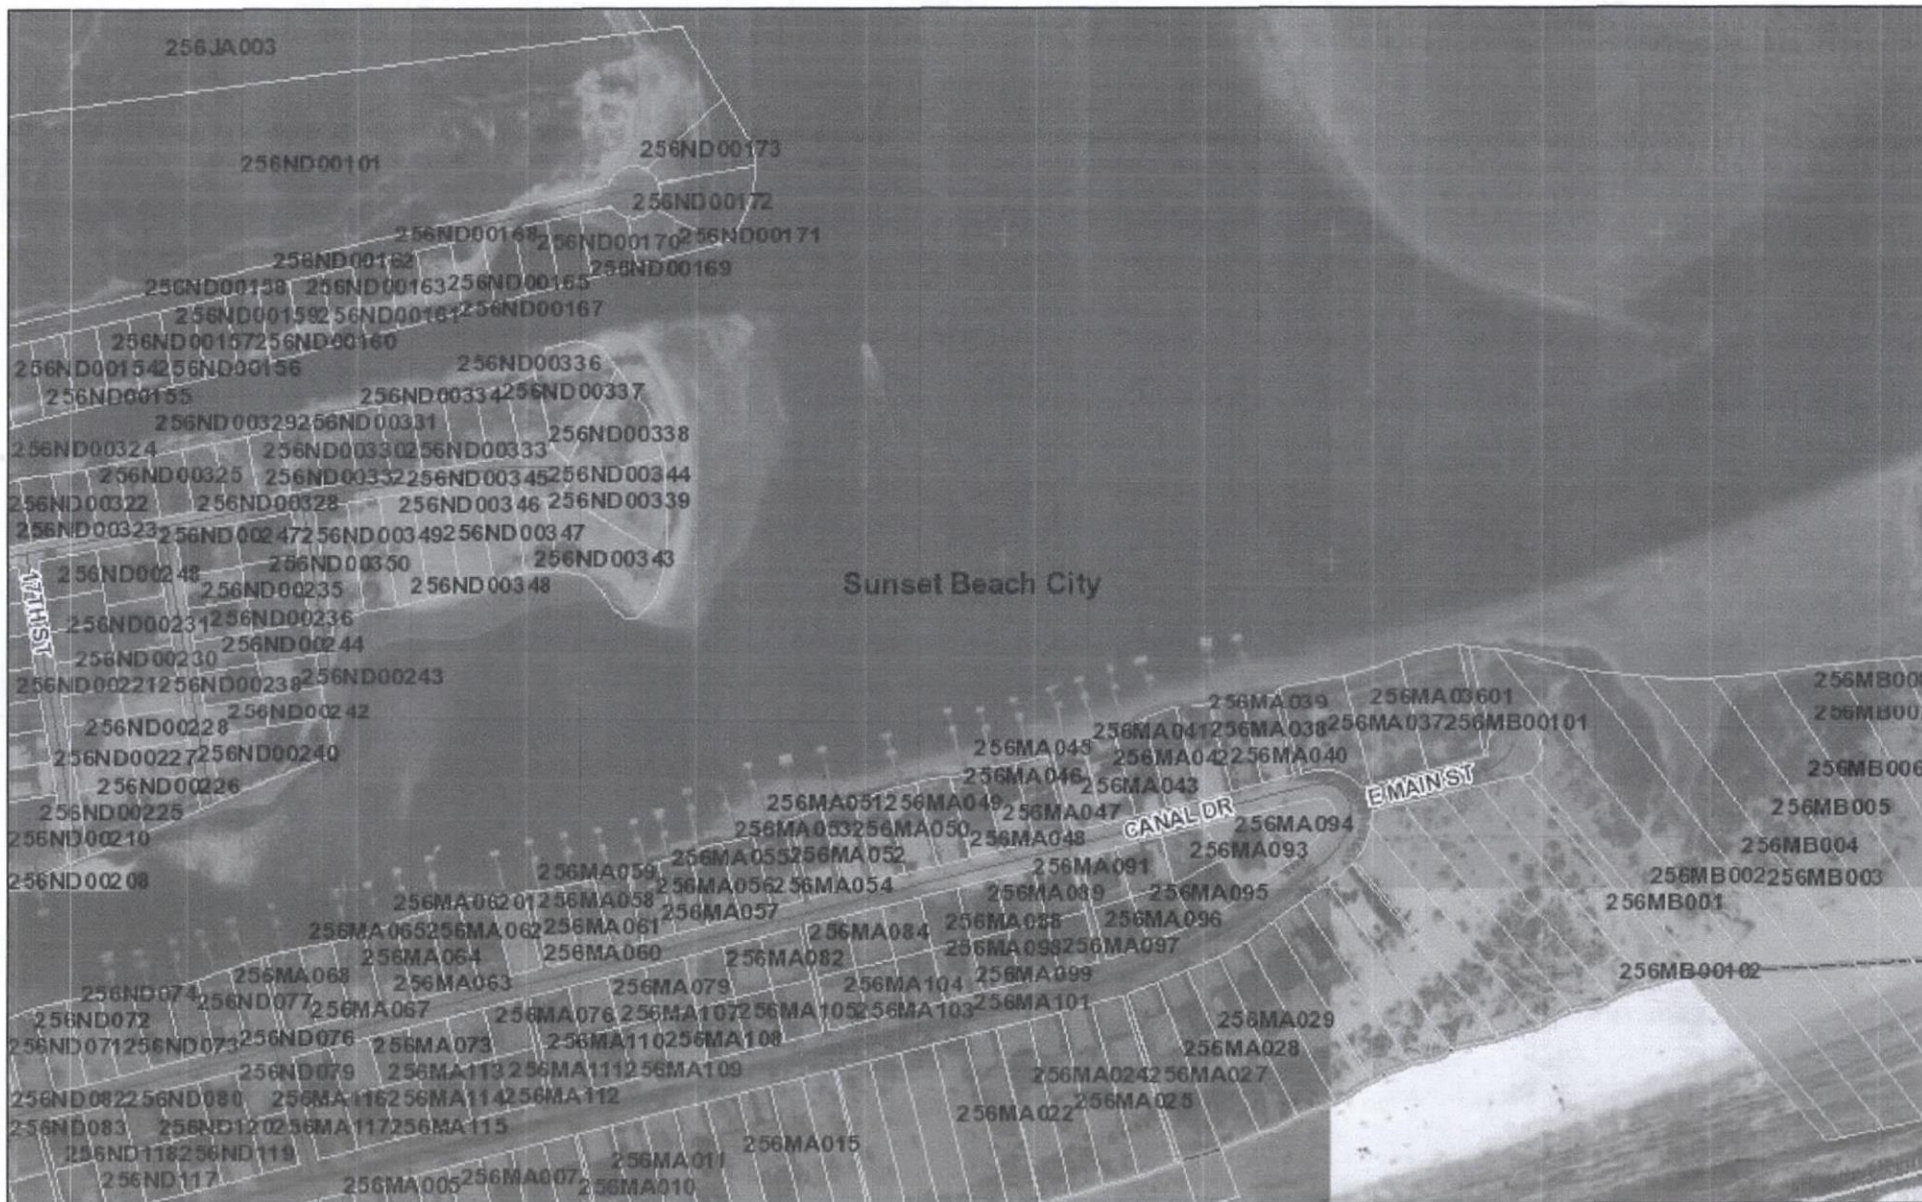 256JA003
256ND00173
256ND00101
256ND00172
256ND00168 256ND00170 256ND00171
256ND00162 256ND00169
256ND00158 256ND00163 256ND00165
256ND00159 256ND00161 256ND00167
256ND00157 256ND00160
256ND00154 256ND00156 256ND00336
256ND00155 256ND00334 256ND00337
256ND00329 256ND00331
256ND00338
256ND00324 256ND00330 256ND00333
256ND00325 256ND00332 256ND00345 256ND00344
256ND00322 256ND00328 256ND00346 256ND00339
256ND00323 256ND00247 256ND00349 256ND00347
256ND00350 256ND00343
256ND00248 256ND00235 256ND00348
Sunset Beach City
17TH ST
256ND00231 256ND00236
256ND00244
256ND00230
256ND00221 256ND00238 256ND00243
256ND00228 256ND00242
256ND00227 256ND00240
256ND00226
256ND00225
256ND00210
256ND00208
256MA039 256MA03601
256MA041 256MA038 256MA037 256MB00101
256MA045 256MA042 256MA040
256MA046 256MA043
E MAIN ST
256MB006
256MA051 256MA049 256MA047 256MB005
CANAL DR
256MA053 256MA050 256MA048 256MA094
256MA055 256MA052 256MA093 256MB004
256MA059 256MA091
256MA056 256MA054 256MA089 256MA095 256MB002 256MB003
256MA06201 256MA058 256MB001
256MA057 256MA088 256MA096
256MA065 256MA062 256MA061 256MA084
256MA064 256MA060 256MA082 256MA098 256MA097
256MA068 256MA099 256MB00102
256MA063 256MA079 256MA104
256ND074 256ND077 256MA067 256MA101
256ND072 256MA076 256MA107 256MA105 256MA103 256MA029
256ND071 256ND073 256ND076 256MA073 256MA110 256MA108
256MA028
256ND079 256MA113 256MA111 256MA109 256MA024 256MA027
256ND082 256ND080 256MA116 256MA114 256MA112 256MA025
256MA022
256ND083 256ND120 256MA117 256MA115
256MA015
256ND118 256ND119
256MA011
256ND117 256MA005 256MA007 256MA010